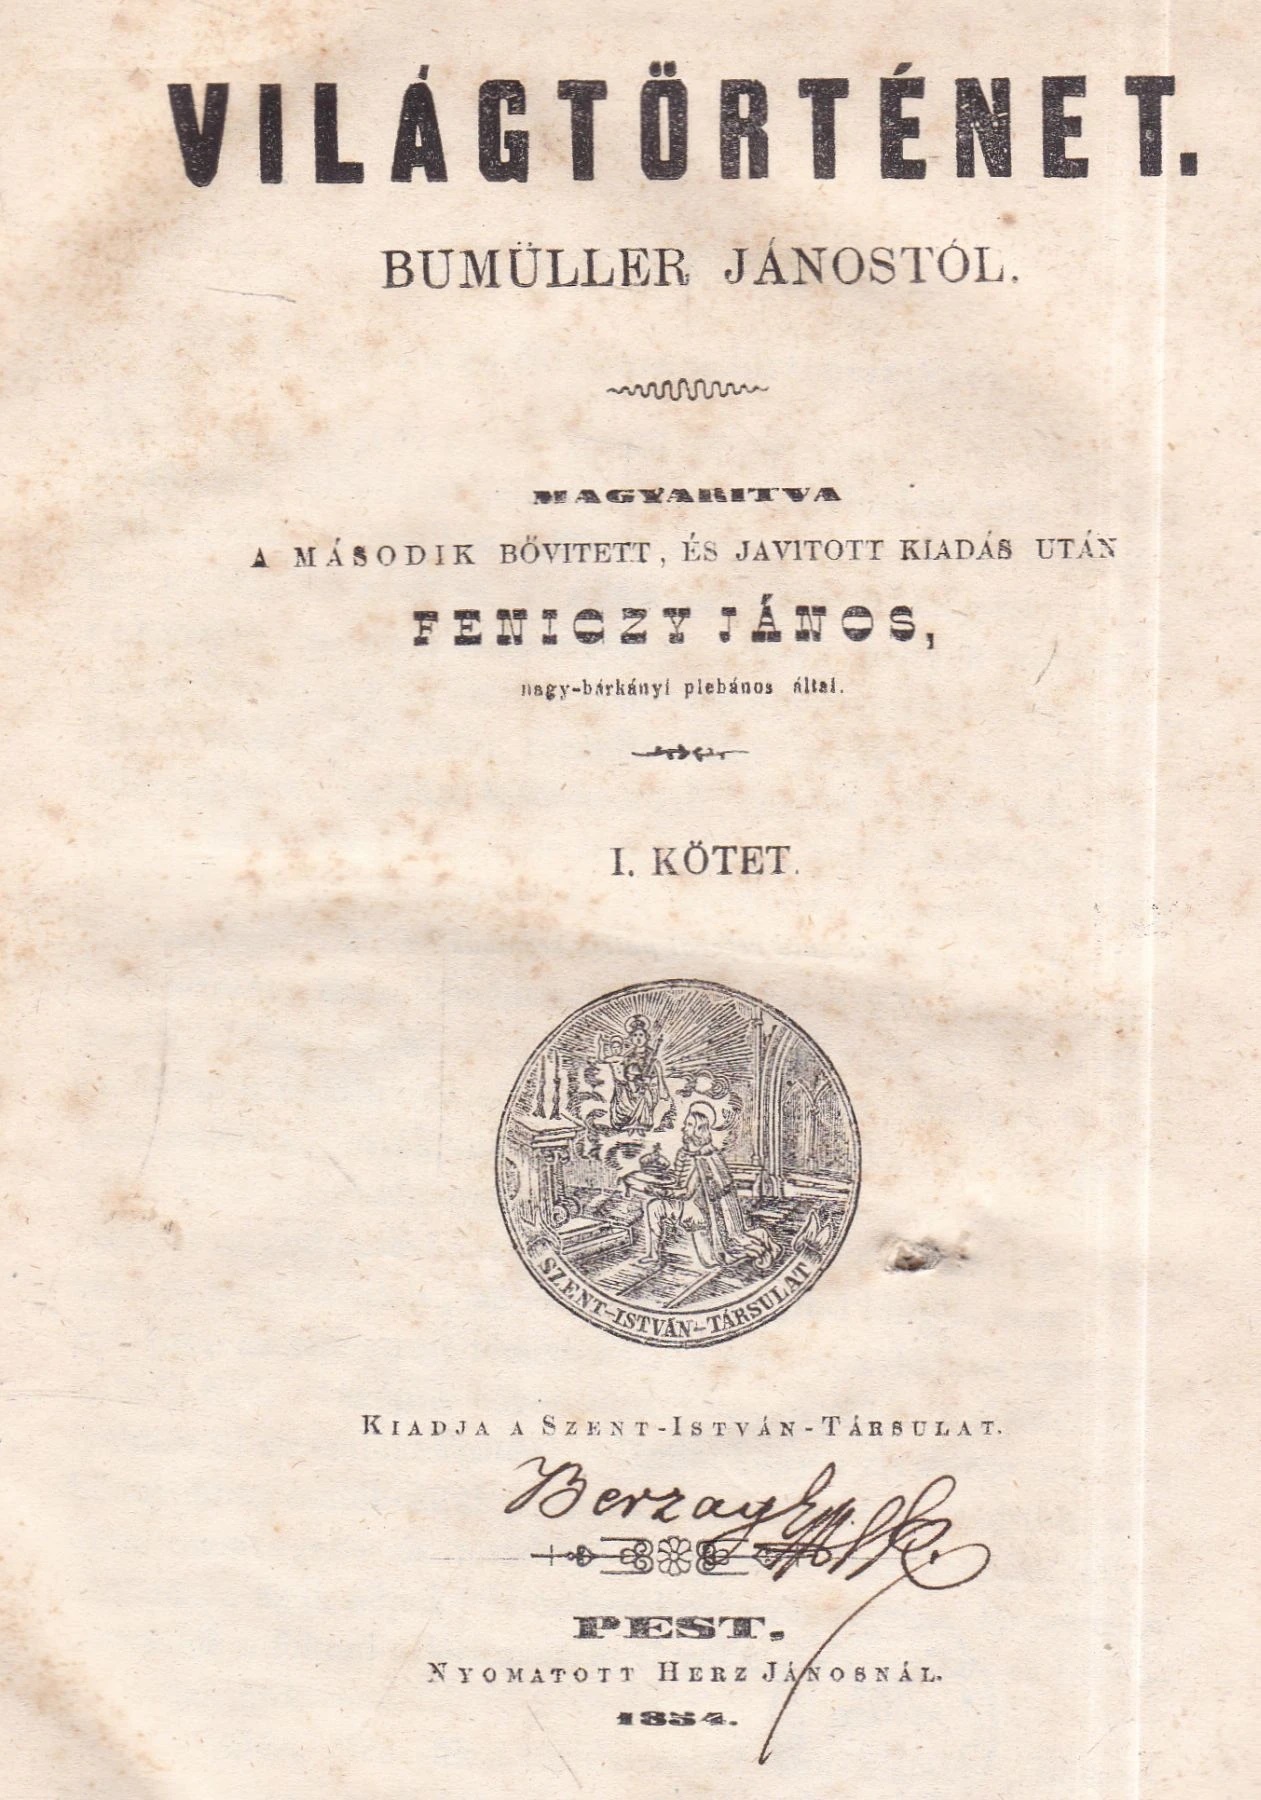 VILÁGTÖRTÉNET.
BUMÜLLER JÁNOSTÓL.
MAGYARITVA
A MÁSODIK BŐVITETT, ÉS JAVITOTT KIADÁS UTÁN
FENICZY JÁNOS,
nagy-bárkányi plebános által.
I. KÖTET.
SZENT-ISTVÁN-TÁRSULAT
KIADJA A SZENT-ISTVÁN-TÁRSULAT.
PEST.
NYOMATOTT HERZ JÁNOSNÁL.
1854.